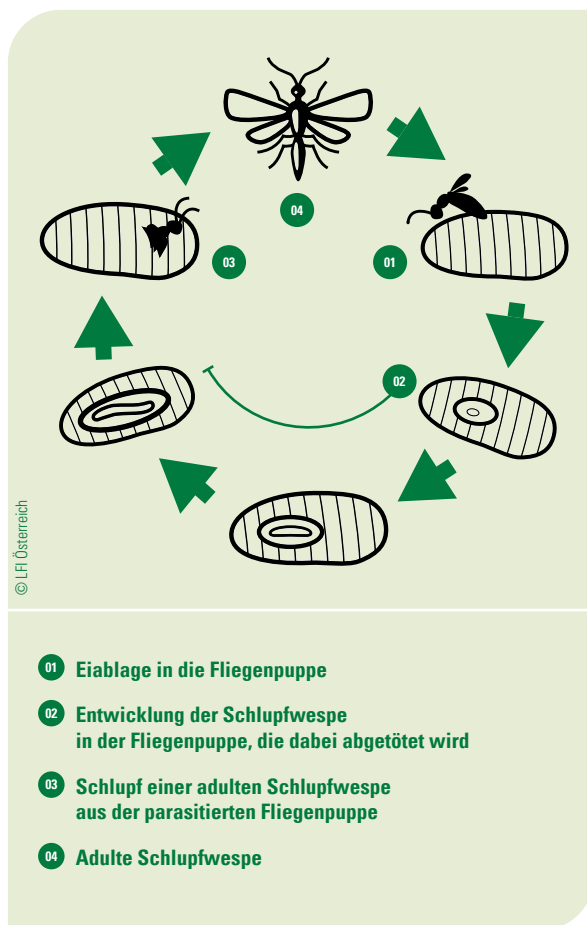 04
03
01
02
© LFI Österreich
01 Eiablage in die Fliegenpuppe
02 Entwicklung der Schlupfwespe
in der Fliegenpuppe, die dabei abgetötet wird
03 Schlupf einer adulten Schlupfwespe
aus der parasitierten Fliegenpuppe
04 Adulte Schlupfwespe